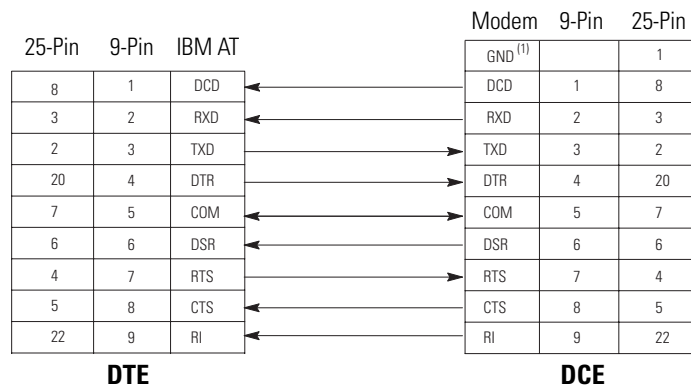 25-Pin 9-Pin IBM AT
8 1 DCD
3 2 RXD
2 3 TXD
20 4 DTR
7 5 COM
6 6 DSR
4 7 RTS
5 8 CTS
22 9 RI
DTE
Modem 9-Pin 25-Pin
GND (1) 1
DCD 1 8
RXD 2 3
TXD 3 2
DTR 4 20
COM 5 7
DSR 6 6
RTS 7 4
CTS 8 5
RI 9 22
DCE